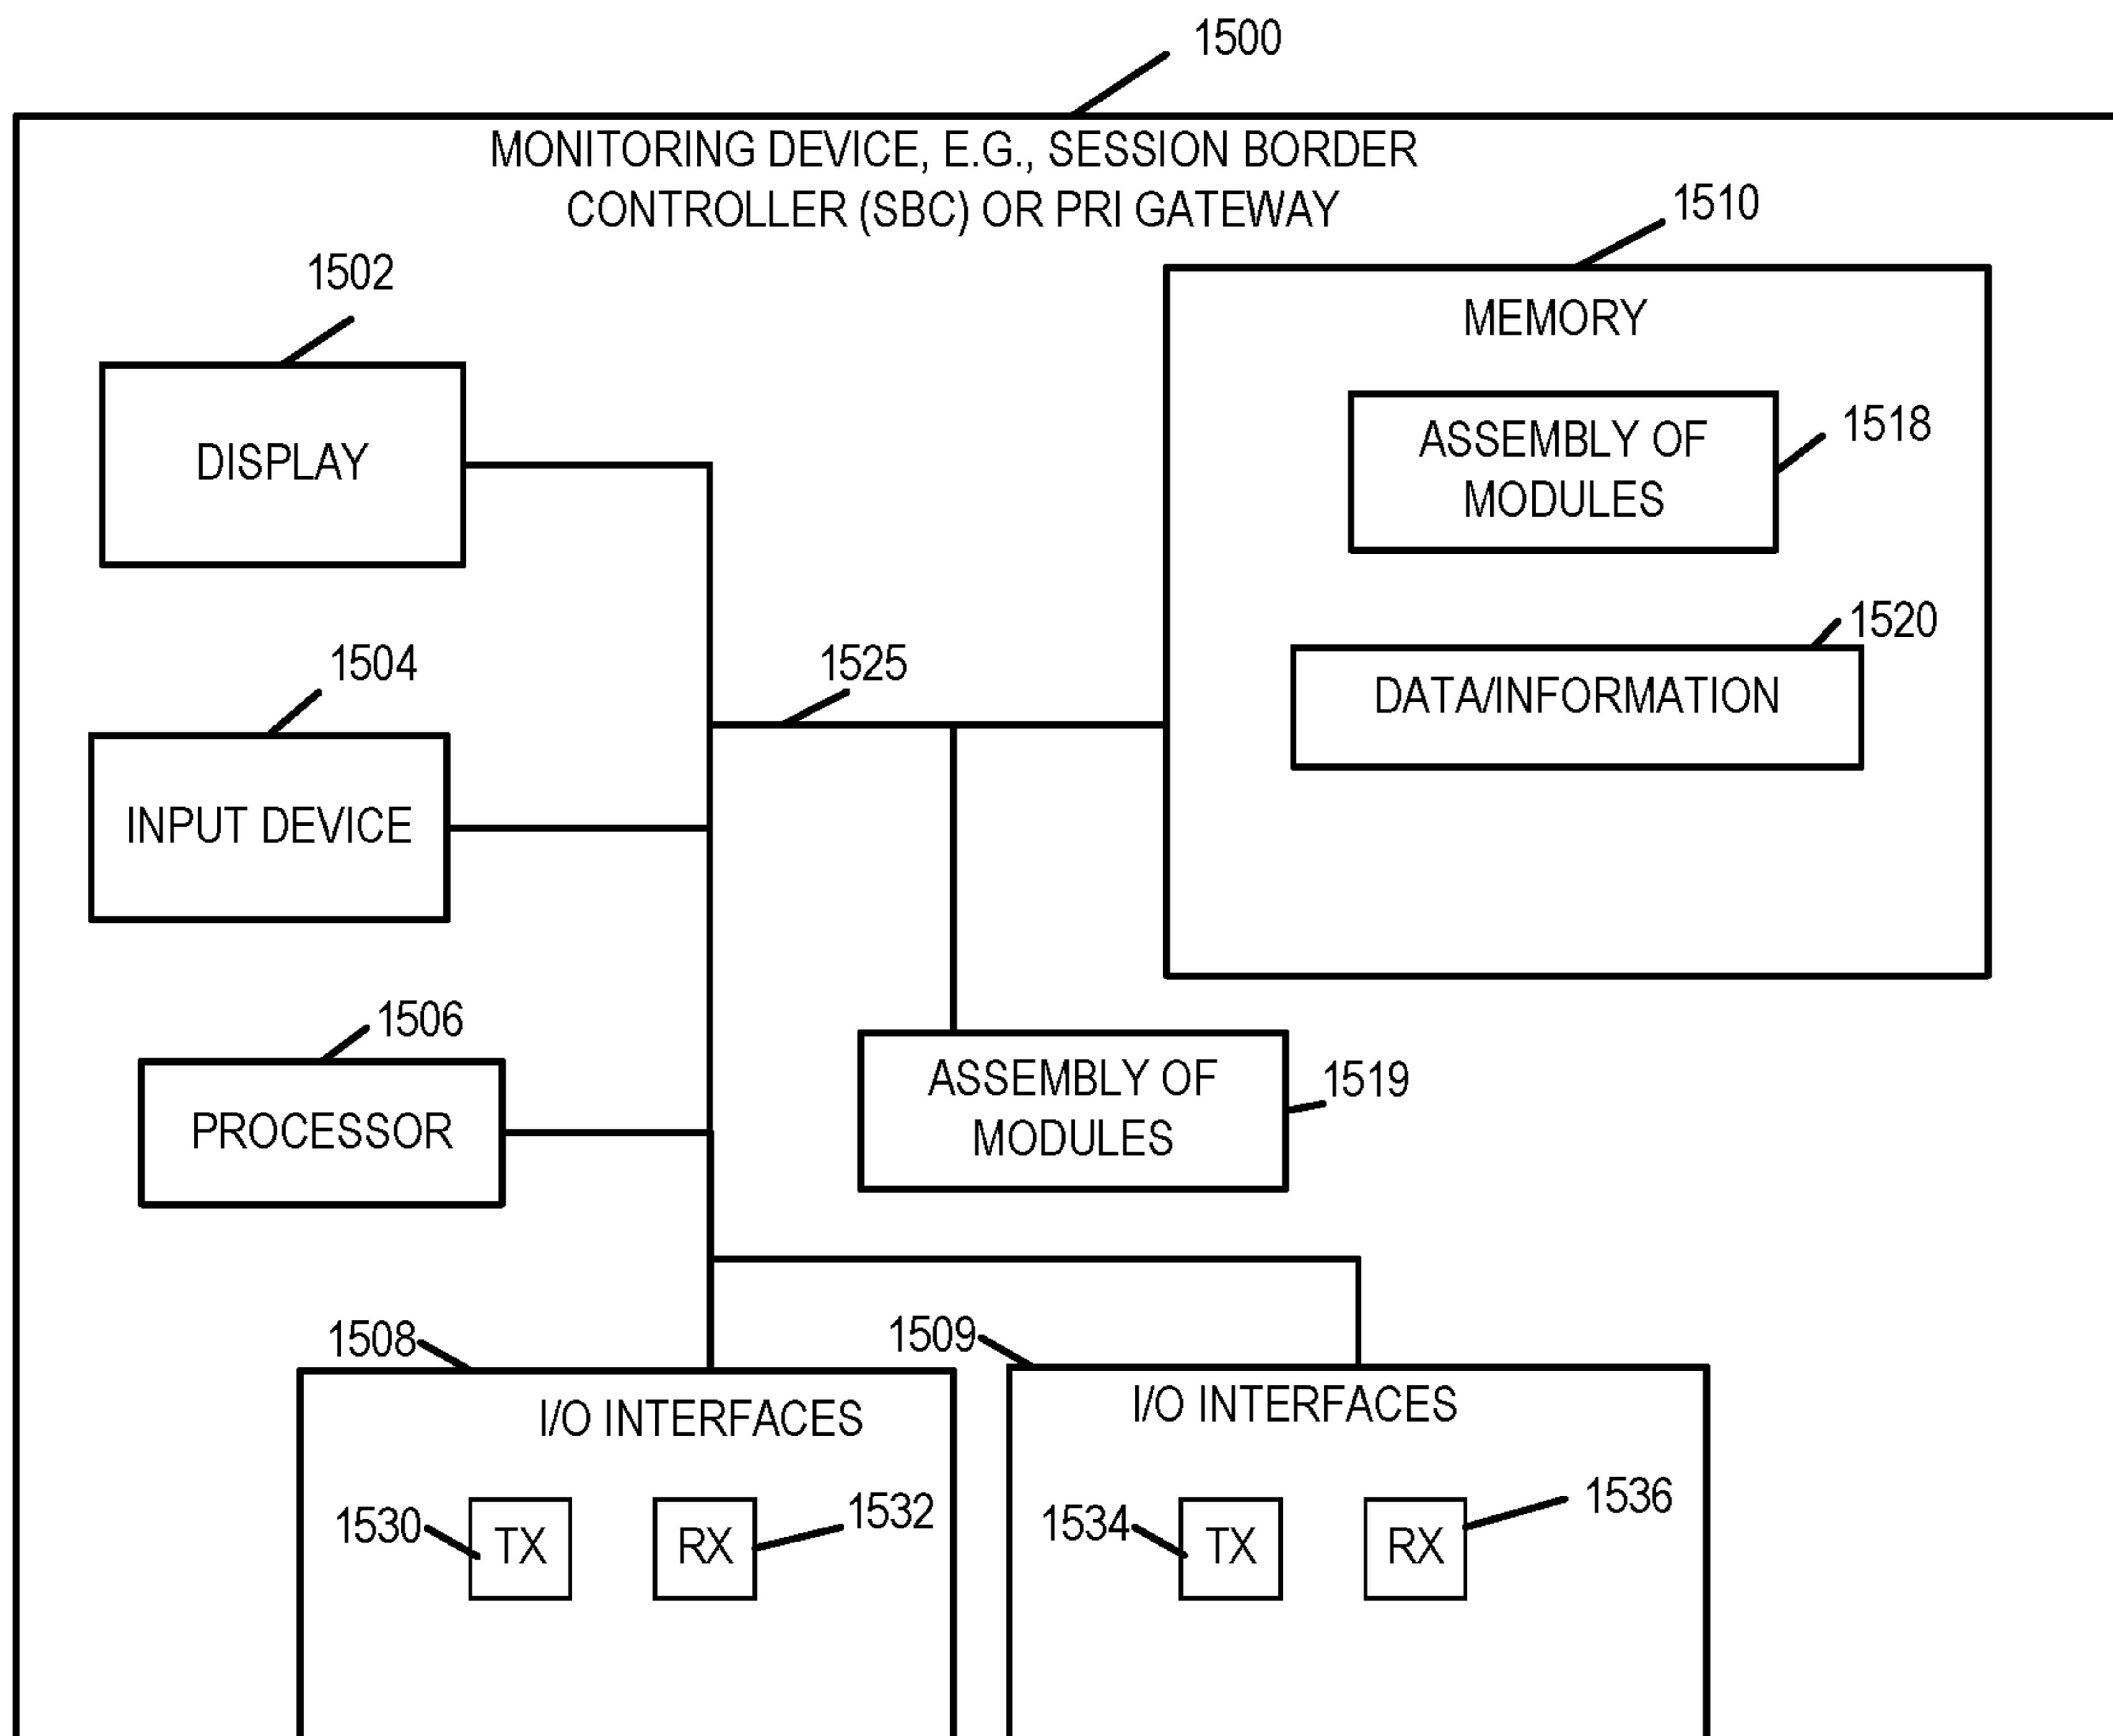 1500
MONITORING DEVICE, E.G., SESSION BORDER
CONTROLLER (SBC) OR PRI GATEWAY
1510
1502
MEMORY
DISPLAY
ASSEMBLY OF
MODULES
1518
1520
DATA/INFORMATION
1504
1525
INPUT DEVICE
1506
PROCESSOR
ASSEMBLY OF
MODULES
1519
1508
I/O INTERFACES
1509
I/O INTERFACES
1530
TX
RX
1532
1534
TX
RX
1536